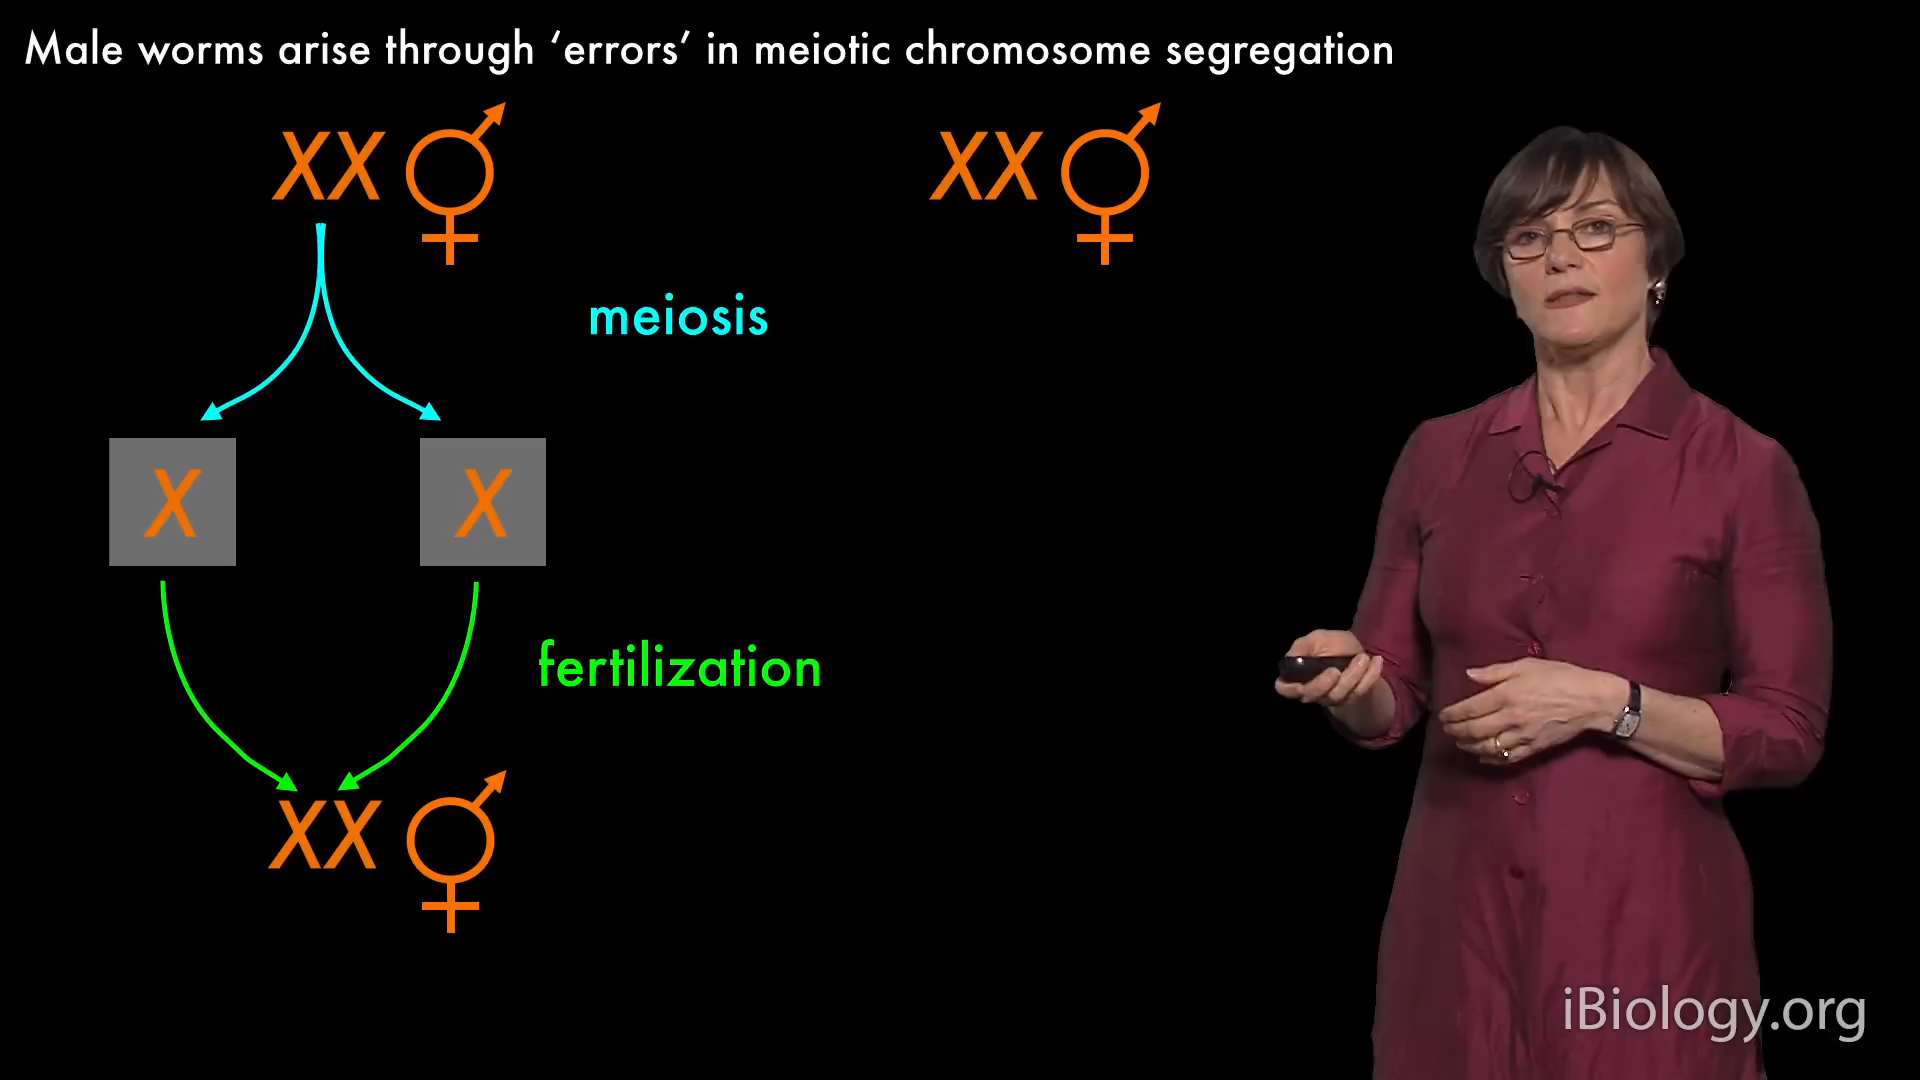 Male worms arise through ‘errors’ in meiotic chromosome segregation
XX XX
meiosis
X X
fertilization
XX
iBiology.org